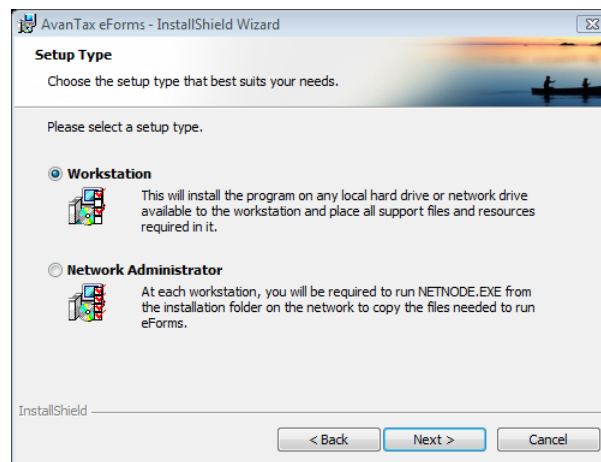 AvanTax eForms - InstallShield Wizard
Setup Type
Choose the setup type that best suits your needs.
Please select a setup type.
Workstation
This will install the program on any local hard drive or network drive
available to the workstation and place all support files and resources
required in it.
Network Administrator
At each workstation, you will be required to run NETNODE.EXE from
the installation folder on the network to copy the files needed to run
eForms.
InstallShield
< Back
Next >
Cancel